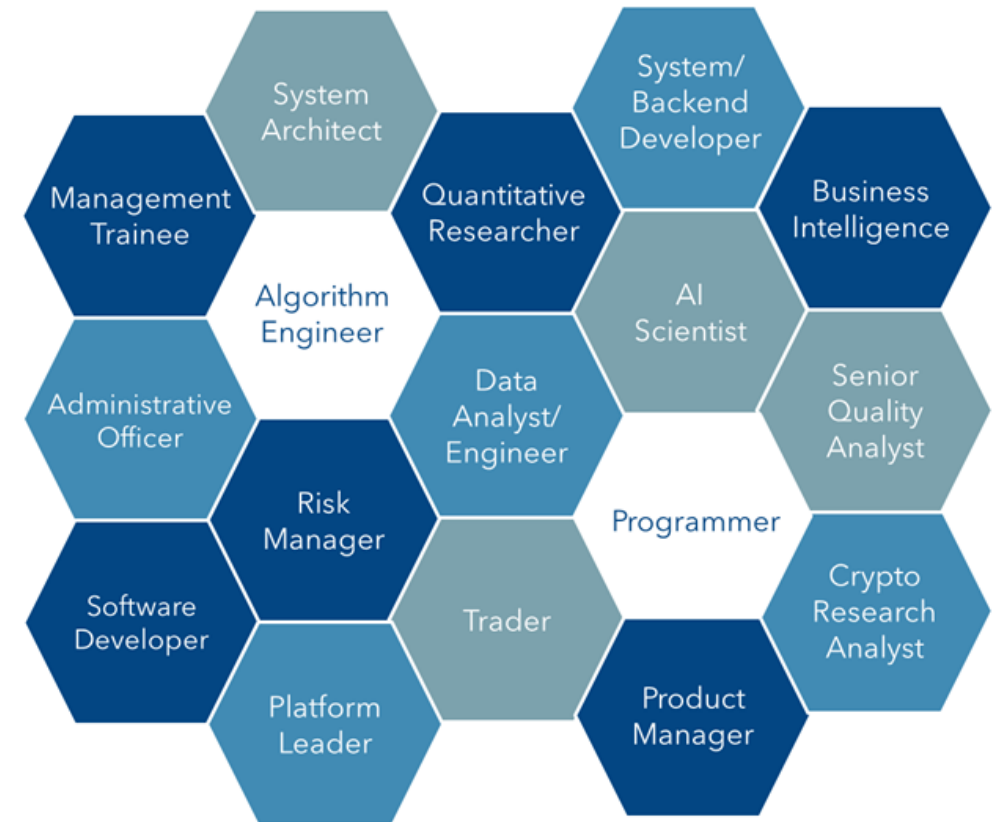 System
Architect
System/
Backend
Developer
Management
Trainee
Quantitative
Researcher
Business
Intelligence
Algorithm
Engineer
AI
Scientist
Administrative
Officer
Data
Analyst/
Engineer
Senior
Quality
Analyst
Risk
Manager
Programmer
Software
Developer
Trader
Crypto
Research
Analyst
Platform
Leader
Product
Manager